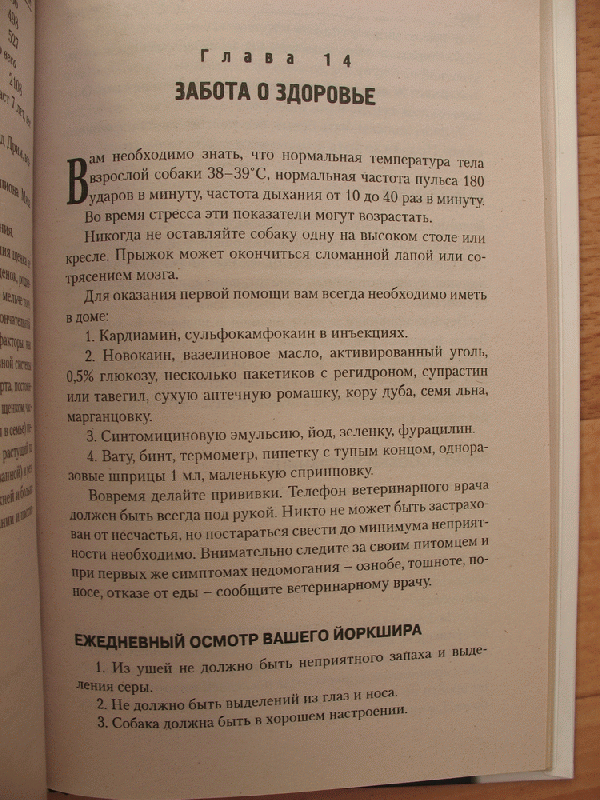 Глава 14
ЗАБОТА О ЗДОРОВЬЕ
Вам необходимо знать, что нормальная температура тела
взрослой собаки 38–39°С, нормальная частота пульса 180
ударов в минуту, частота дыхания от 10 до 40 раз в минуту.
Во время стресса эти показатели могут возрастать.
Никогда не оставляйте собаку одну на высоком столе или
кресле. Прыжок может окончиться сломанной лапой или со-
трясением мозга.
Для оказания первой помощи вам всегда необходимо иметь
в доме:
1. Кардиамин, сульфокамфокаин в инъекциях.
2. Новокаин, вазелиновое масло, активированный уголь,
0,5% глюкозу, несколько пакетиков с регидроном, супрастин
или тавегил, сухую аптечную ромашку, кору дуба, семя льна,
марганцовку.
3. Синтомициновую эмульсию, йод, зеленку, фурацилин.
4. Вату, бинт, термометр, пипетку с тупым концом, однора-
зовые шприцы 1 мл, маленькую спринцовку.
Вовремя делайте прививки. Телефон ветеринарного врача
должен быть всегда под рукой. Никто не может быть застрахо-
ван от несчастья, но постараться свести до минимума неприят-
ности необходимо. Внимательно следите за своим питомцем и
при первых же симптомах недомогания – ознобе, тошноте, по-
носе, отказе от еды – сообщите ветеринарному врачу.
ЕЖЕДНЕВНЫЙ ОСМОТР ВАШЕГО ЙОРКШИРА
1. Из ушей не должно быть неприятного запаха и выде-
ления серы.
2. Не должно быть выделений из глаз и носа.
3. Собака должна быть в хорошем настроении.